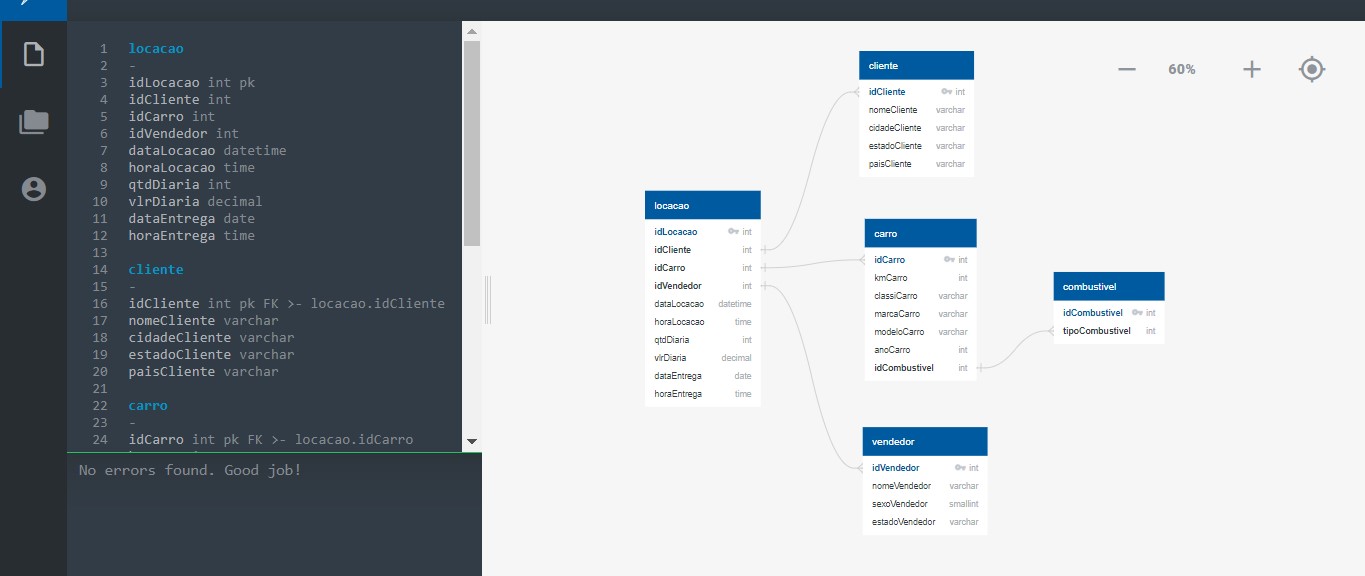 1 locacao
2 -
3 idLocacao int pk
4 idCliente int
5 idCarro int
6 idVendedor int
7 dataLocacao datetime
8 horaLocacao time
9 qtdDiaria int
10 vlrDiaria decimal
11 dataEntrega date
12 horaEntrega time
13
14 cliente
15 -
16 idCliente int pk FK >- locacao.idCliente
17 nomeCliente varchar
18 cidadeCliente varchar
19 estadoCliente varchar
20 paisCliente varchar
21
22 carro
23 -
24 idCarro int pk FK >- locacao.idCarro
No errors found. Good job!
60%
cliente
idCliente int
nomeCliente varchar
cidadeCliente varchar
estadoCliente varchar
paisCliente varchar
locacao
idLocacao int
idCliente int
idCarro int
idVendedor int
dataLocacao datetime
horaLocacao time
qtdDiaria int
vlrDiaria decimal
dataEntrega date
horaEntrega time
carro
idCarro int
kmCarro int
classiCarro varchar
marcaCarro varchar
modeloCarro varchar
anoCarro int
idCombustivel int
combustivel
idCombustivel int
tipoCombustivel int
vendedor
idVendedor int
nomeVendedor varchar
sexoVendedor smallint
estadoVendedor varchar